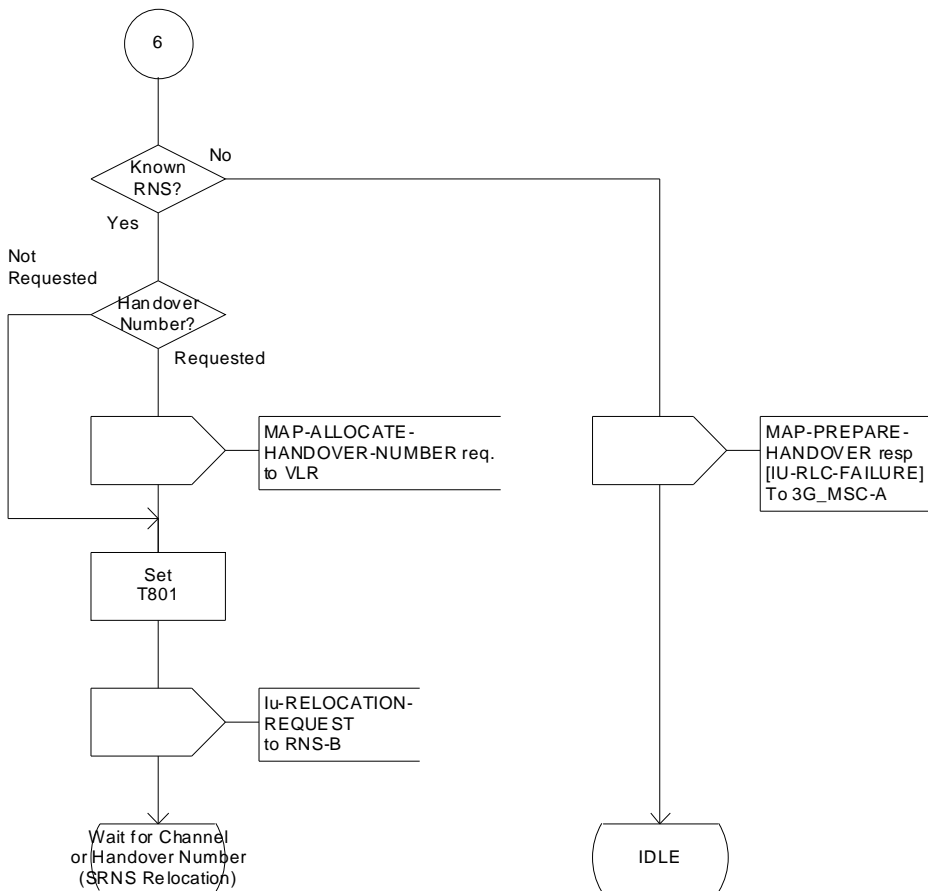 6
No
Known
RNS?
Yes
Not
Requested
Handover
Number?
Requested
MAP-ALLOCATE-
HANDOVER-NUMBER req.
to VLR
MAP-PREPARE-
HANDOVER resp
[IU-RLC-FAILURE]
To 3G_MSC-A
Set
T801
Iu-RELOCATION-
REQUEST
to RNS-B
Wait for Channel
or Handover Number
(SRNS Relocation)
IDLE